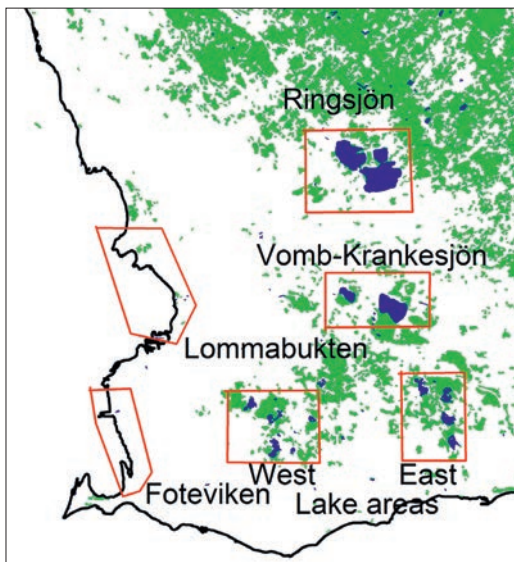 Ringsjön
Vomb-Krankesjön
Lommabukten
West
East
Foteviken
Lake areas